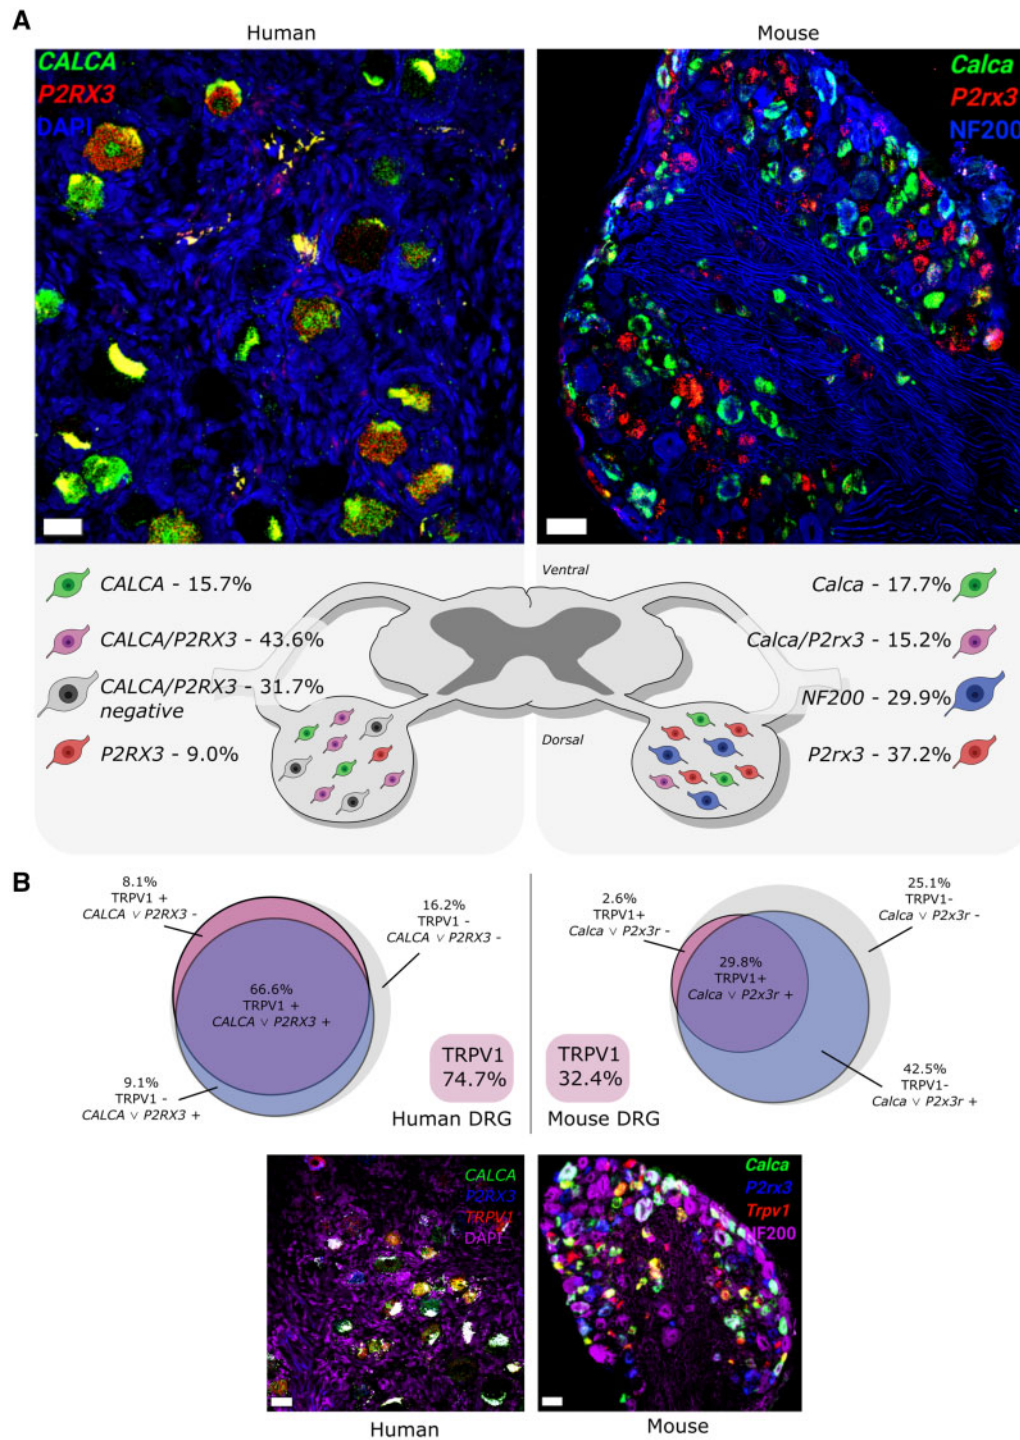 A
Human
Mouse
CALCA
P2RX3
DAPI
Calca
P2rx3
NF200
CALCA - 15.7%
CALCA/P2RX3 - 43.6%
CALCA/P2RX3 - 31.7%
negative
P2RX3 - 9.0%
Ventral
Dorsal
Calca - 17.7%
Calca/P2rx3 - 15.2%
NF200 - 29.9%
P2rx3 - 37.2%
B
8.1%
TRPV1 +
CALCA ∨ P2RX3 -
16.2%
TRPV1 -
CALCA ∨ P2RX3 -
66.6%
TRPV1 +
CALCA ∨ P2RX3 +
9.1%
TRPV1 -
CALCA ∨ P2RX3 +
TRPV1
74.7%
Human DRG
2.6%
TRPV1+
Calca ∨ P2x3r -
25.1%
TRPV1-
Calca ∨ P2x3r -
29.8%
TRPV1+
Calca ∨ P2x3r +
42.5%
TRPV1-
Calca ∨ P2x3r +
TRPV1
32.4%
Mouse DRG
CALCA
P2RX3
TRPV1
DAPI
Calca
P2rx3
Trpv1
NF200
Human
Mouse